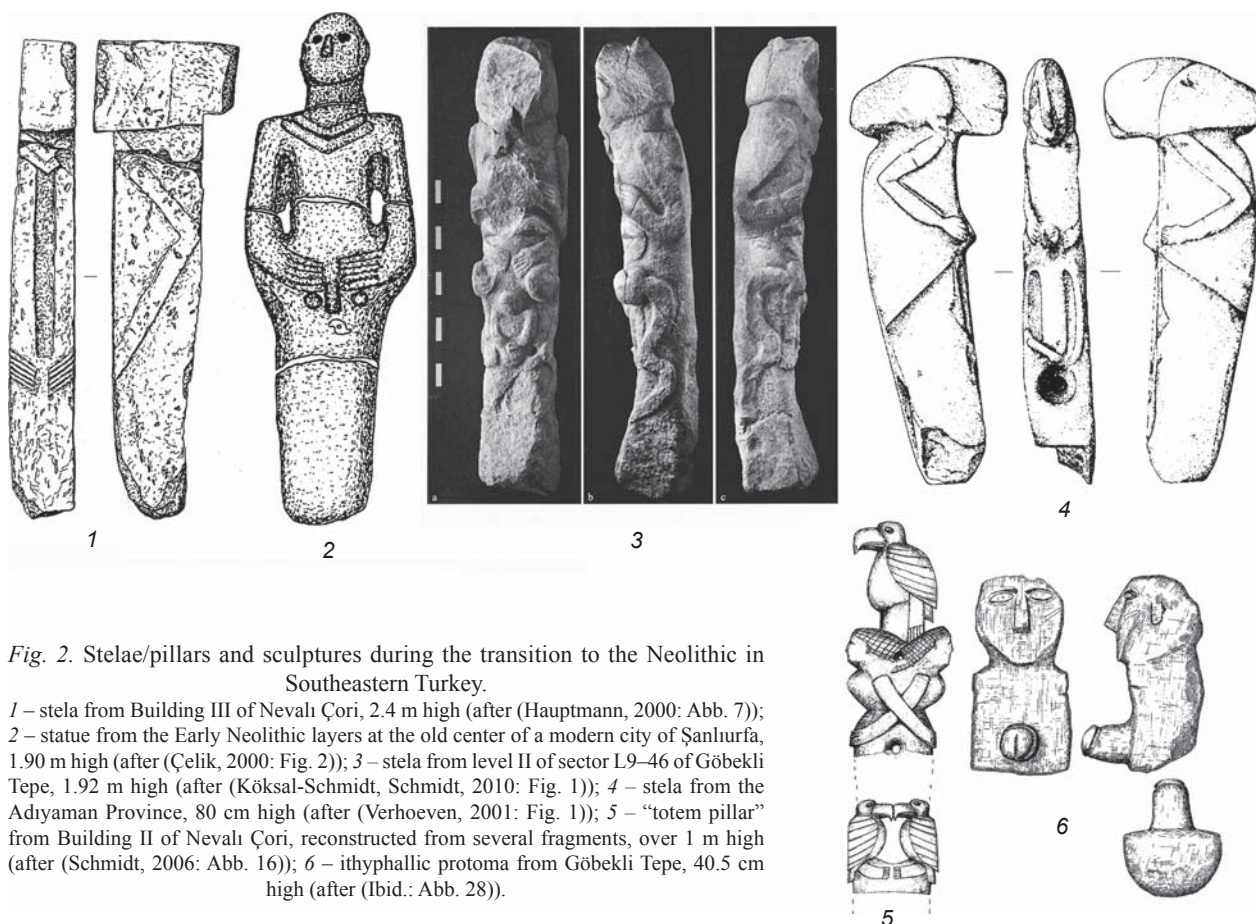 1
2
a
b
c
3
4
5
6
Fig. 2. Stelae/pillars and sculptures during the transition to the Neolithic in
Southeastern Turkey.
1 – stela from Building III of Nevalı Çori, 2.4 m high (after (Hauptmann, 2000: Abb. 7));
2 – statue from the Early Neolithic layers at the old center of a modern city of Şanlıurfa,
1.90 m high (after (Çelik, 2000: Fig. 2)); 3 – stela from level II of sector L9–46 of Göbekli
Tepe, 1.92 m high (after (Köksal-Schmidt, Schmidt, 2010: Fig. 1)); 4 – stela from the
Adıyaman Province, 80 cm high (after (Verhoeven, 2001: Fig. 1)); 5 – “totem pillar”
from Building II of Nevalı Çori, reconstructed from several fragments, over 1 m high
(after (Schmidt, 2006: Abb. 16)); 6 – ithyphallic protoma from Göbekli Tepe, 40.5 cm
high (after (Ibid.: Abb. 28)).